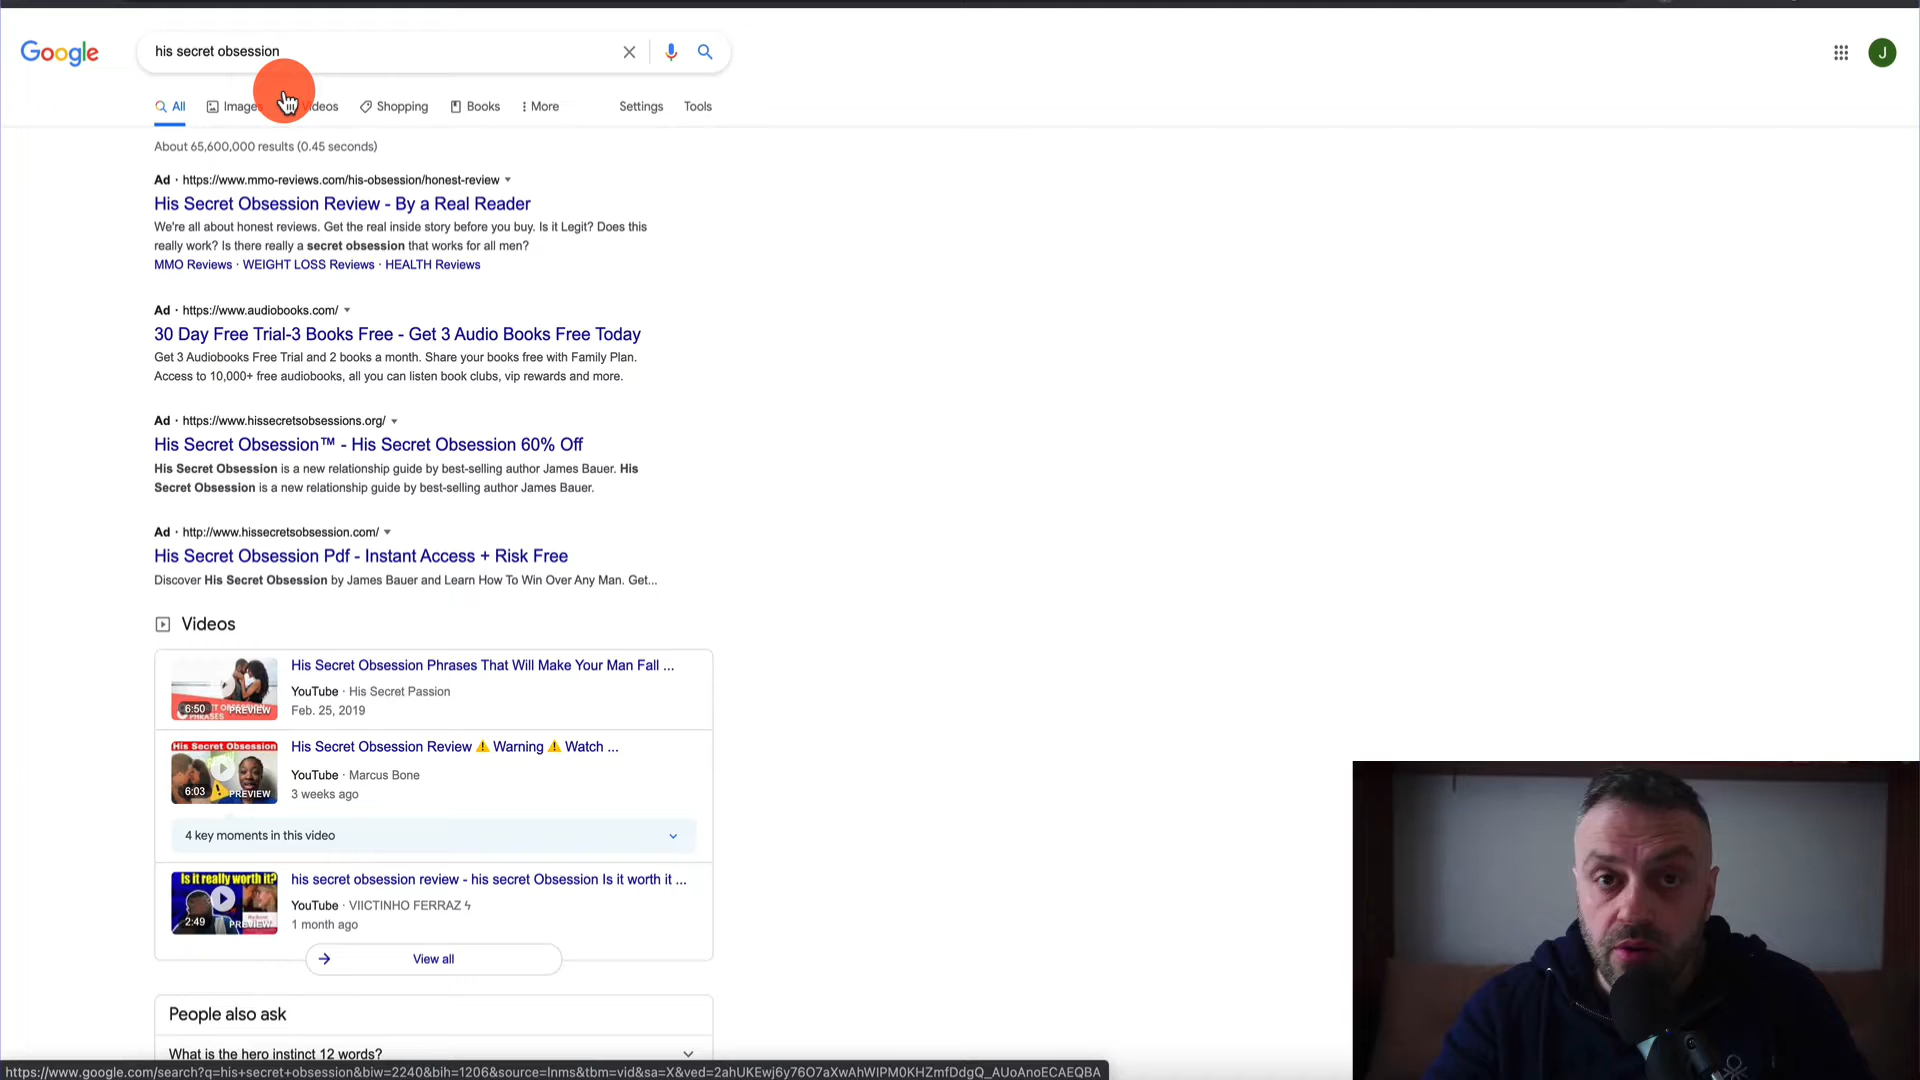 Google
his secret obsession
J
All
Images
Videos
Shopping
Books
More
Settings
Tools
About 65,600,000 results (0.45 seconds)
Ad · https://www.mmo-reviews.com/his-obsession/honest-review
His Secret Obsession Review - By a Real Reader
We're all about honest reviews. Get the real inside story before you buy. Is it Legit? Does this
really work? Is there really a secret obsession that works for all men?
MMO Reviews · WEIGHT LOSS Reviews · HEALTH Reviews
Ad · https://www.audiobooks.com/
30 Day Free Trial-3 Books Free - Get 3 Audio Books Free Today
Get 3 Audiobooks Free Trial and 2 books a month. Share your books free with Family Plan.
Access to 10,000+ free audiobooks, all you can listen book clubs, vip rewards and more.
Ad · https://www.hissecretsobsessions.org/
His Secret Obsession™ - His Secret Obsession 60% Off
His Secret Obsession is a new relationship guide by best-selling author James Bauer. His
Secret Obsession is a new relationship guide by best-selling author James Bauer.
Ad · http://www.hissecretsobsession.com/
His Secret Obsession Pdf - Instant Access + Risk Free
Discover His Secret Obsession by James Bauer and Learn How To Win Over Any Man. Get...
Videos
His Secret Obsession Phrases That Will Make Your Man Fall ...
YouTube · His Secret Passion
Feb. 25, 2019
6:50
PREVIEW
PHRASES
His Secret Obsession
His Secret Obsession Review ⚠ Warning ⚠ Watch ...
YouTube · Marcus Bone
3 weeks ago
6:03
PREVIEW
4 key moments in this video
Is it really worth it?
his secret obsession review - his secret Obsession Is it worth it ...
YouTube · VIICTINHO FERRAZ ϟ
1 month ago
2:49
PREVIEW
View all
People also ask
What is the hero instinct 12 words?
https://www.google.com/search?q=his+secret+obsession&biw=2240&bih=1206&source=lnms&tbm=vid&sa=X&ved=2ahUKEwj6y76O7aXwAhWIPM0KHZmfDdgQ_AUoAnoECAEQBA